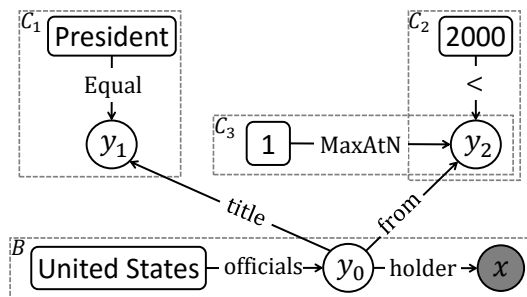 C₁
President
Equal
y₁
C₂
2000
<
C₃
1
MaxAtN
y₂
title
from
B
United States
officials
y₀
holder
x